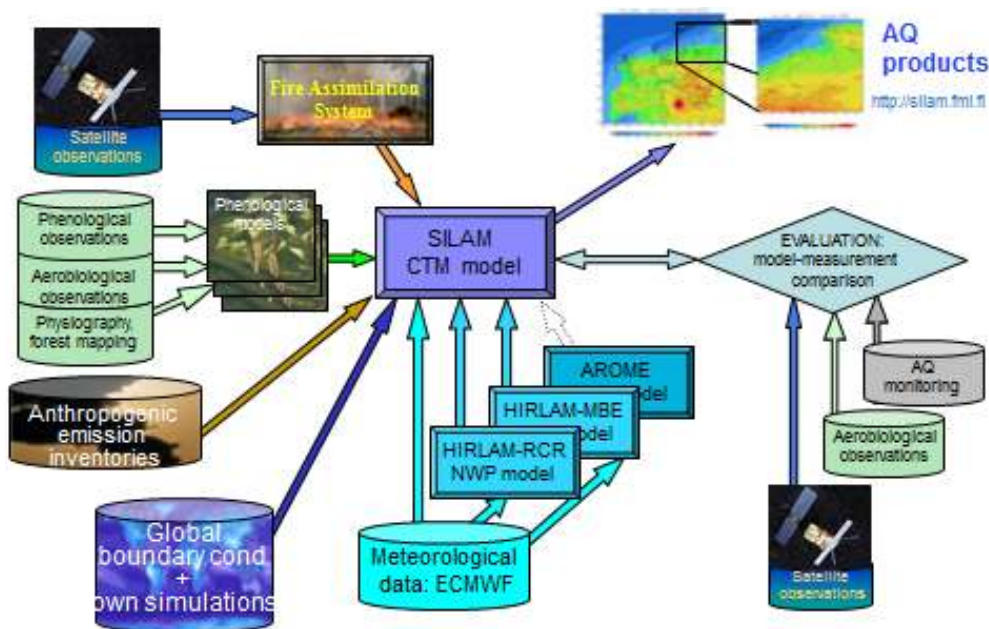 Satellite
observations
Fire Assimilation
System
AQ
products
http://silam.fmi.fi
Phenological
observations
Aerobiological
observations
Physiography,
forest mapping
Phenological
models
SILAM
CTM model
EVALUATION:
model-measurement
comparison
AQ
monitoring
Aerobiological
observations
Satellite
observations
Anthropogenic
emission
inventories
AROME
HIRLAM-MBE
HIRLAM-RCR
NWP model
Global
boundary cond
+
own simulations
Meteorological
data: ECMWF